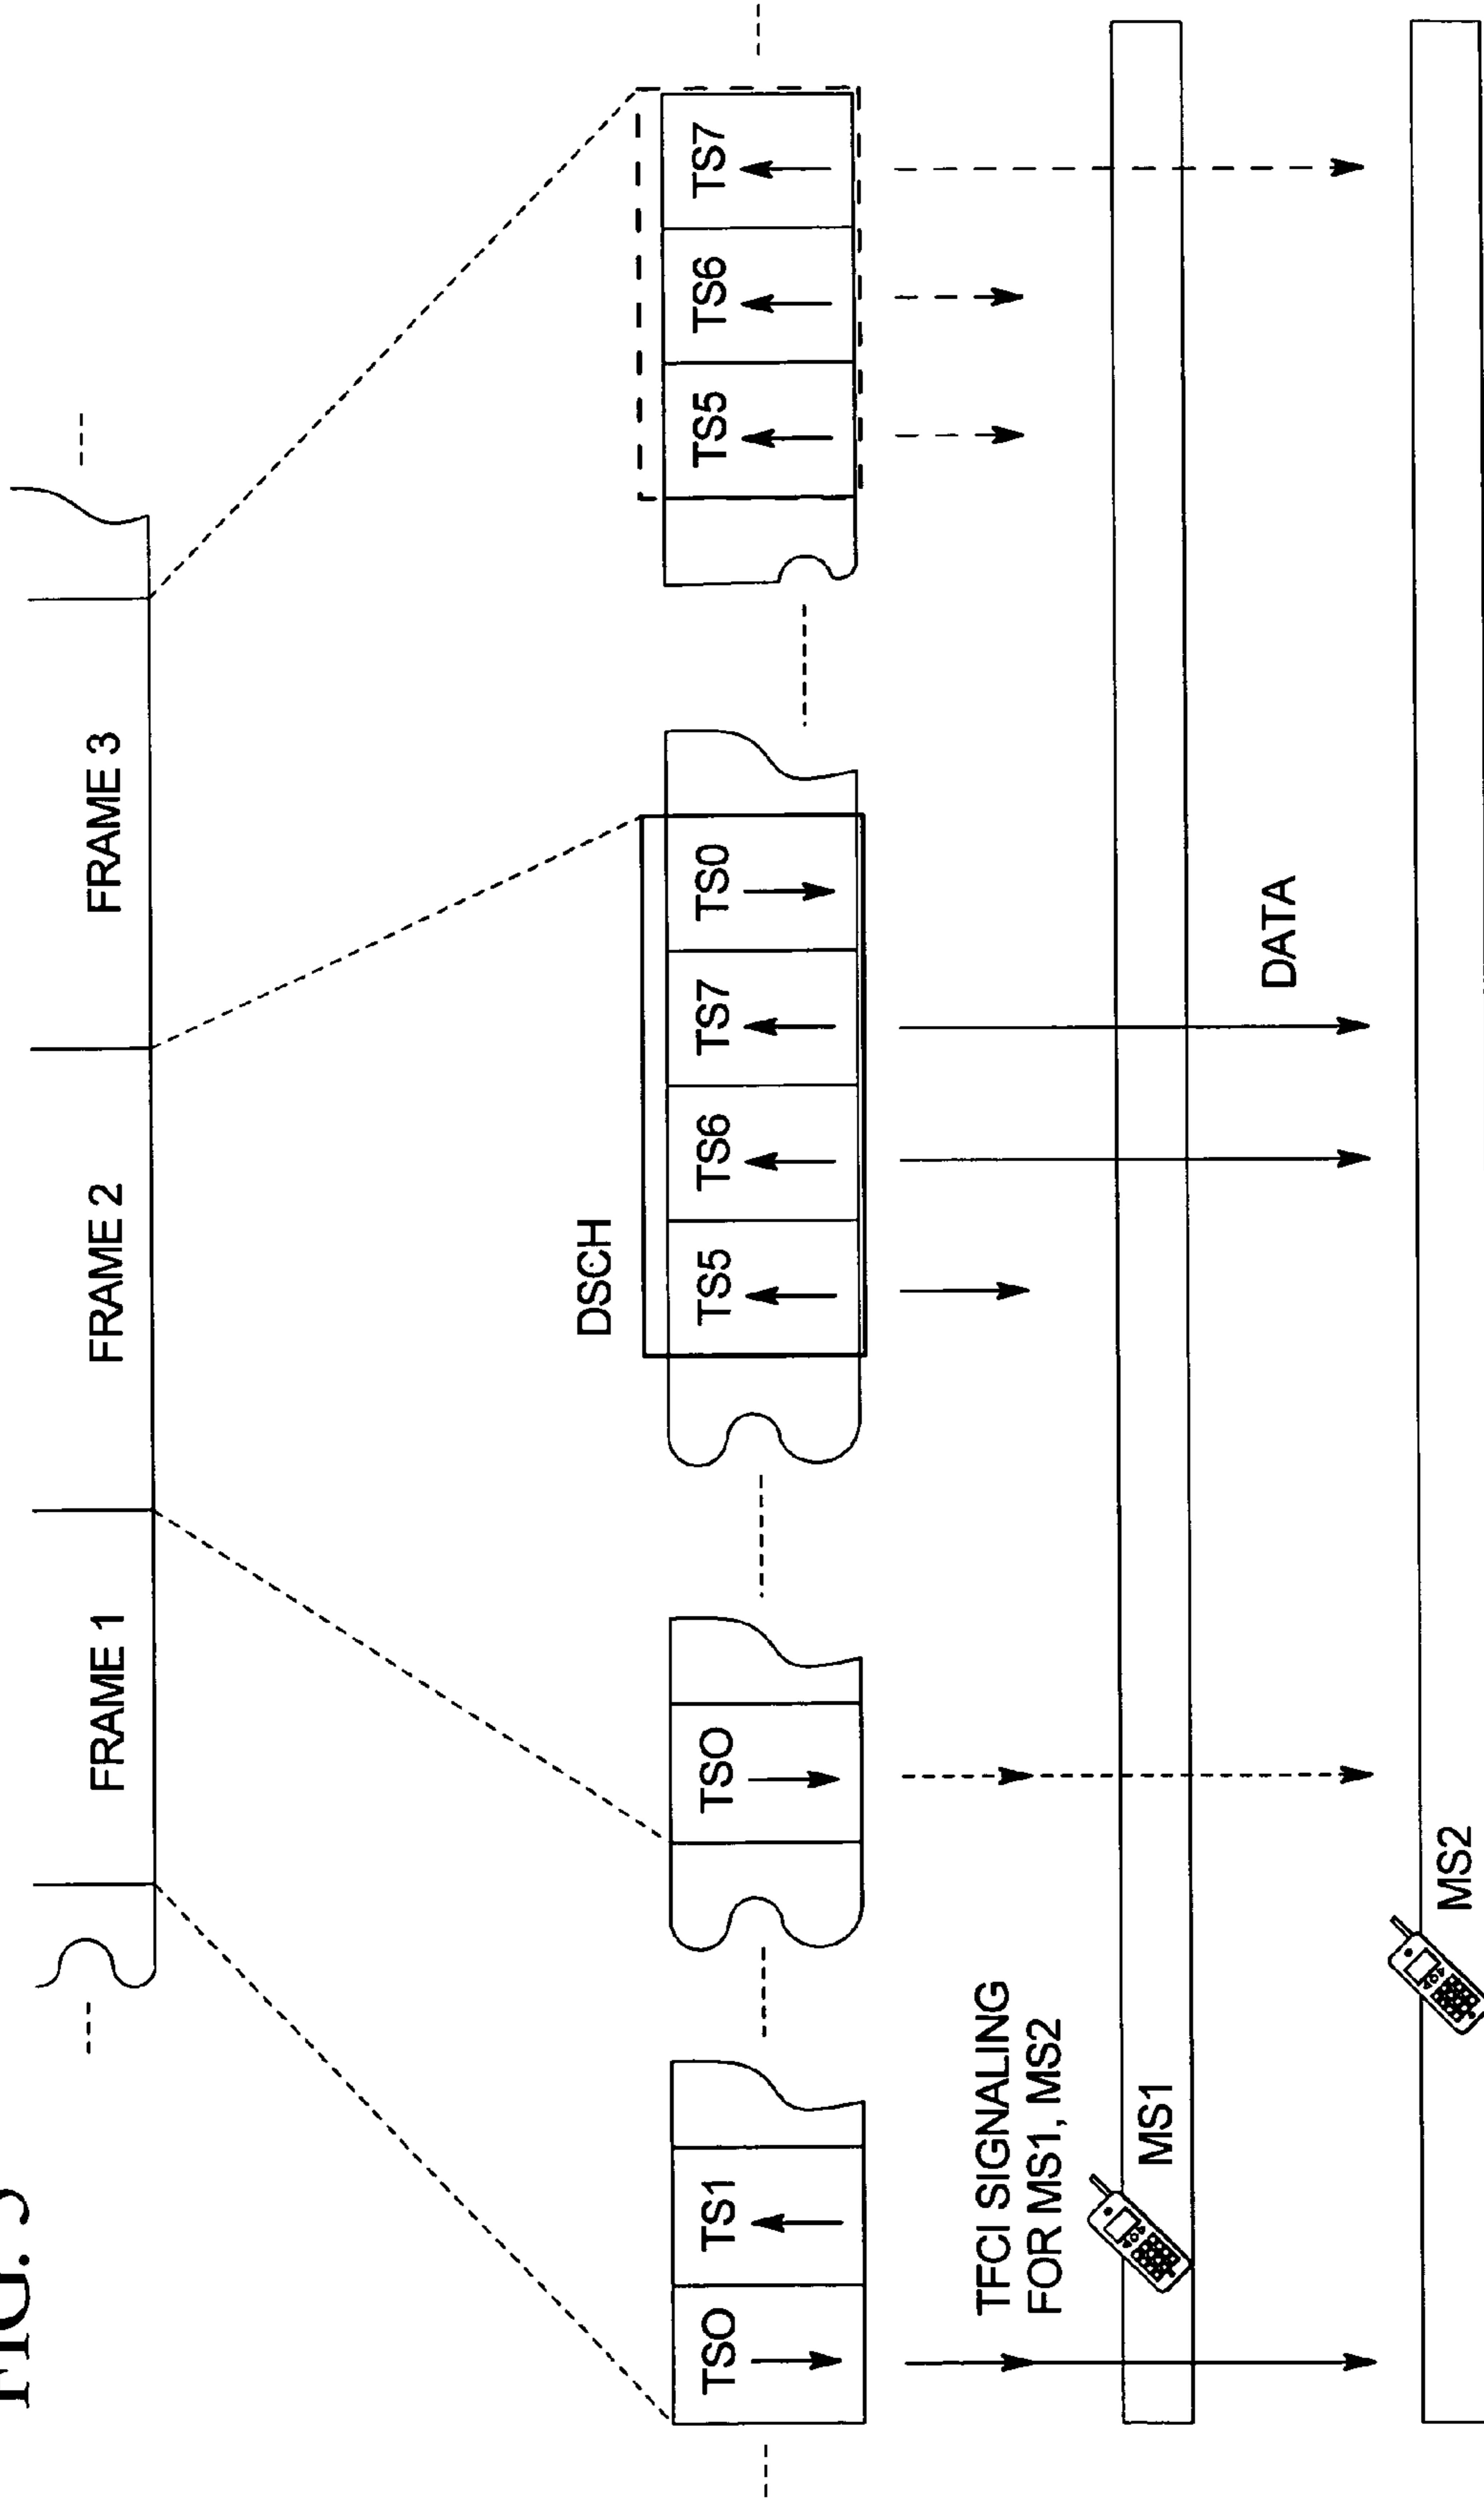 FIG.
FRAME 1
FRAME 2
FRAME 3
DSCH
TSO
TS1
TSO
TS5
TS6
TS7
TS0
TS5
TS6
TS7
TFCI SIGNALING
FOR MS1, MS2
MS1
DATA
MS2